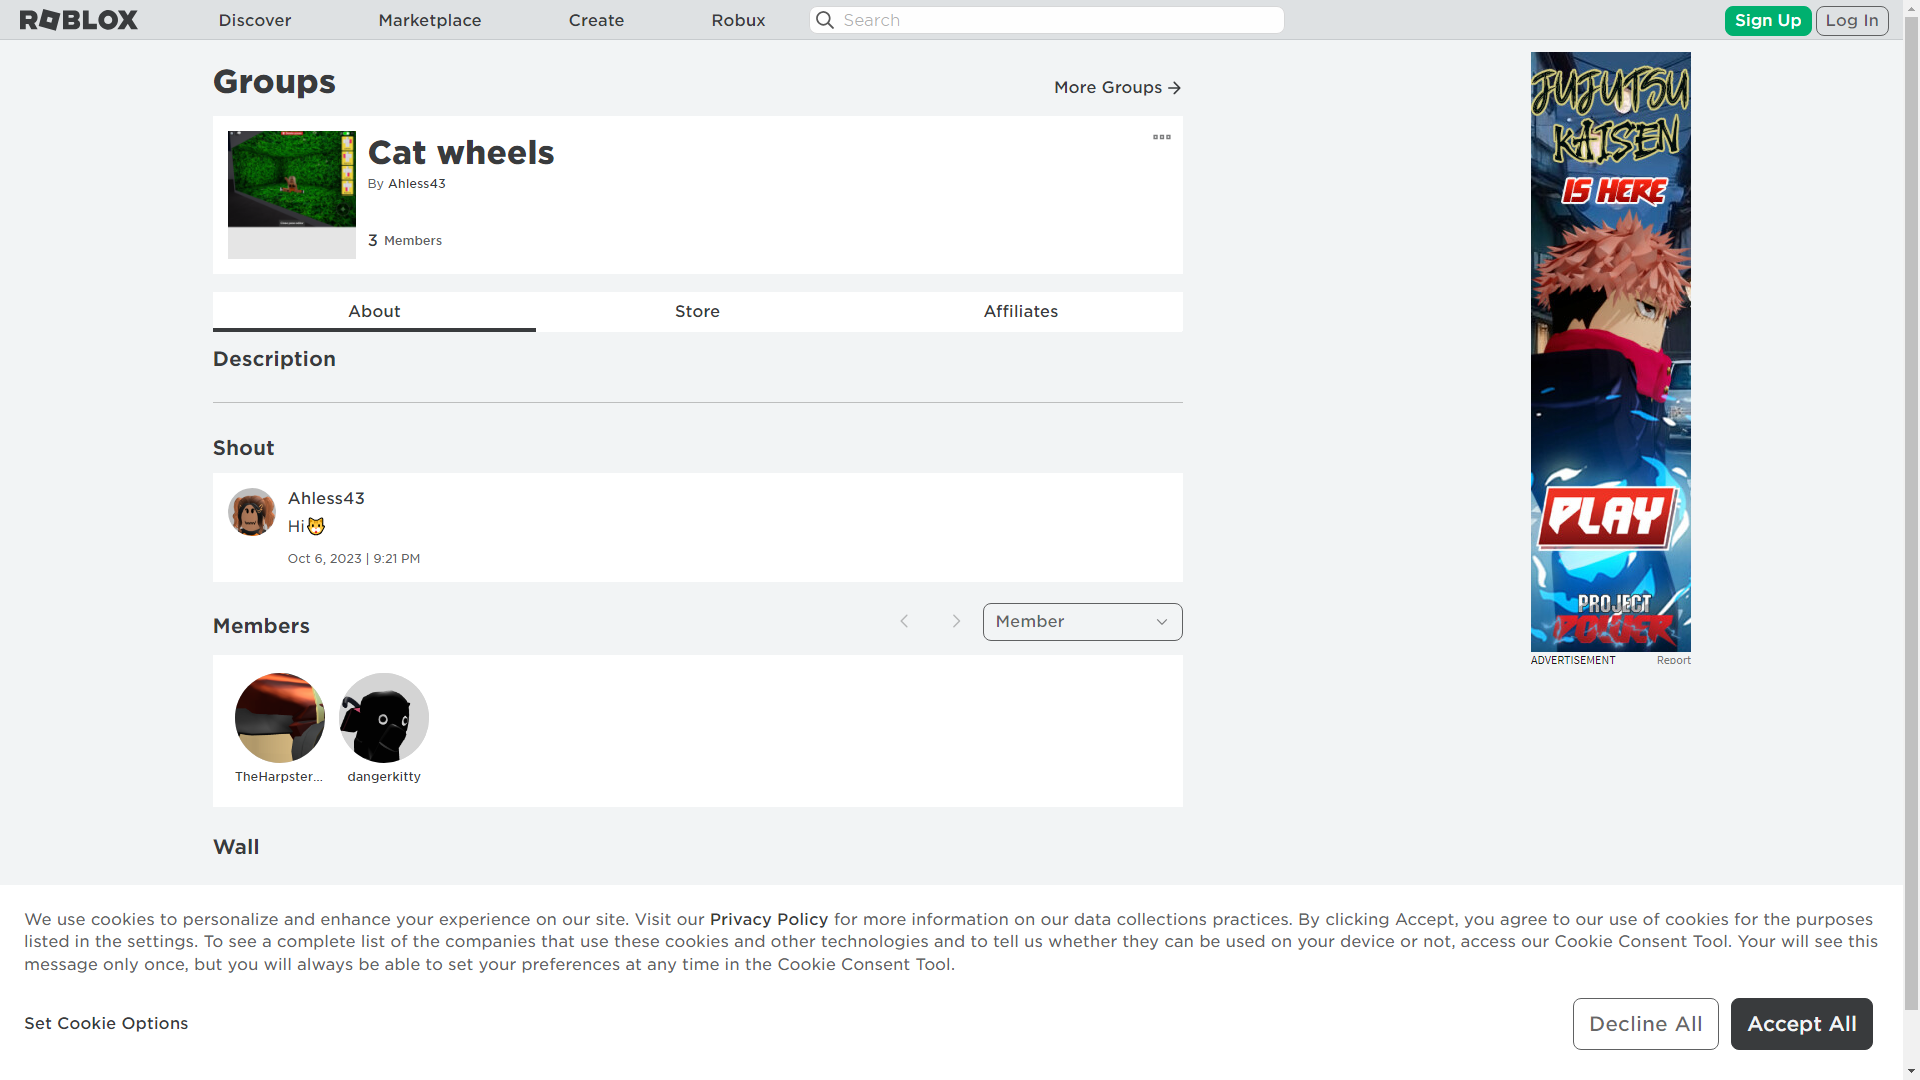 ROBLOX
Discover
Marketplace
Create
Robux
Search
Sign Up
Log In
Groups
More Groups
Cat wheels
By Ahless43
3 Members
About
Store
Affiliates
Description
Shout
Ahless43
Hi🐱
Oct 6, 2023 | 9:21 PM
Members
Member
TheHarpster...
dangerkitty
Wall
JUJUTSU
KAISEN
IS HERE
PLAY
PROJECT
POWER
ADVERTISEMENT
Report
We use cookies to personalize and enhance your experience on our site. Visit our Privacy Policy for more information on our data collections practices. By clicking Accept, you agree to our use of cookies for the purposes
listed in the settings. To see a complete list of the companies that use these cookies and other technologies and to tell us whether they can be used on your device or not, access our Cookie Consent Tool. Your will see this
message only once, but you will always be able to set your preferences at any time in the Cookie Consent Tool.
Set Cookie Options
Decline All
Accept All